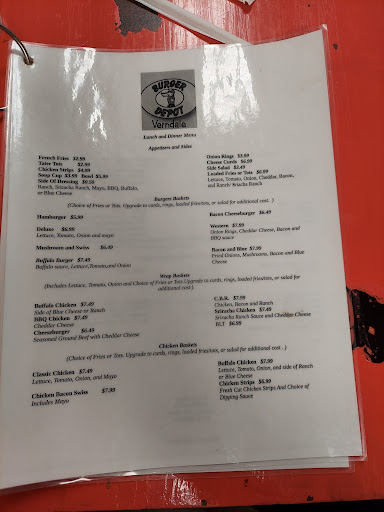 BURGER
DEPOT
Verndale
Lunch and Dinner Menu
Appetizers and Sides
French Fries $2.99
Tater Tots $2.99
Chicken Strips $4.99
Soup Cup $3.99 Bowl $5.99
Side Of Dressing $0.50
Ranch, Sriracha Ranch, Mayo, BBQ, Buffalo,
or Blue Cheese
Onion Rings $3.99
Cheese Curds $6.99
Side Salad $3.49
Loaded Fries or Tots $6.99
Lettuce, Tomato, Onion, Cheddar, Bacon,
and Ranch/ Sriracha Ranch
Burgers Baskets
(Choice of Fries or Tots. Upgrade to curds, rings, loaded fries/tots, or salad for additional cost. )
Hamburger $5.99
Deluxe $6.99
Lettuce, Tomato, Onion and mayo
Mushroom and Swiss $6.49
Buffalo Burger $7.49
Buffalo sauce, Lettuce,Tomato,and Onion
Bacon Cheeseburger $6.49
Western $7.99
Onion Rings, Cheddar Cheese, Bacon and
BBQ sauce
Bacon and Blue $7.99
Fried Onions, Mushrooms, Bacon and Blue
Cheese
Wrap Baskets
(Includes Lettuce, Tomato, Onion and Choice of Fries or Tots Upgrade to curds, rings, loaded fries/tots, or salad for
additional cost )
Buffalo Chicken $7.49
Side of Blue Cheese or Ranch
BBQ Chicken $7.49
Cheddar Cheese
Cheeseburger $6.49
Seasoned Ground Beef with Cheddar Cheese
C.B.R. $7.99
Chicken, Bacon and Ranch
Sriracha Chicken $7.49
Sriracha Ranch Sauce and Cheddar Cheese
BLT $6.99
Chicken Baskets
(Choice of Fries or Tots. Upgrade to curds, rings, loaded fries/tots, or salad for additional cost . )
Classic Chicken $7.49
Lettuce, Tomato, Onion, and Mayo
Chicken Bacon Swiss $7.99
Includes Mayo
Buffalo Chicken $7.99
Lettuce, Tomato, Onion, and side of Ranch
or Blue Cheese
Chicken Strips $6.99
Fresh Cut Chicken Strips And Choice of
Dipping Sauce